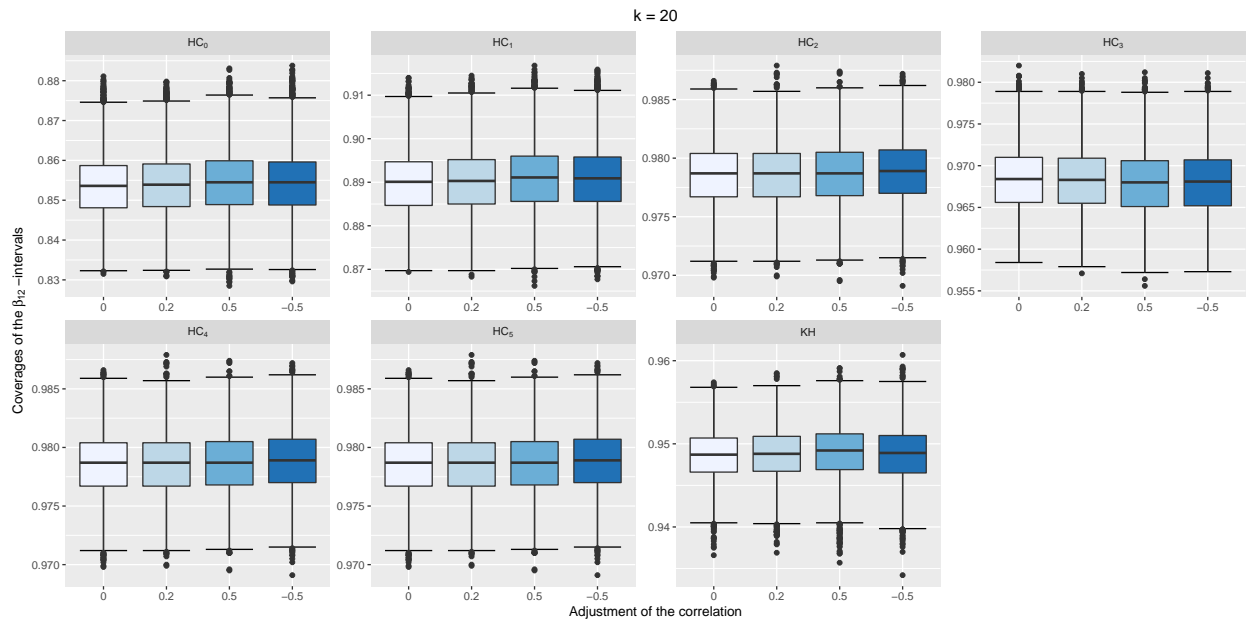 k = 20
HC₀
HC₁
HC₂
HC₃
0.88
0.87
0.86
0.85
0.84
0.83
0.91
0.90
0.89
0.88
0.87
0.985
0.980
0.975
0.970
0.980
0.975
0.970
0.965
0.960
0.955
0 0.2 0.5 −0.5
0 0.2 0.5 −0.5
0 0.2 0.5 −0.5
0 0.2 0.5 −0.5
Coverages of the β₁₂ −intervals
HC₄
HC₅
KH
0.985
0.980
0.975
0.970
0.985
0.980
0.975
0.970
0.96
0.95
0.94
0 0.2 0.5 −0.5
0 0.2 0.5 −0.5
0 0.2 0.5 −0.5
Adjustment of the correlation